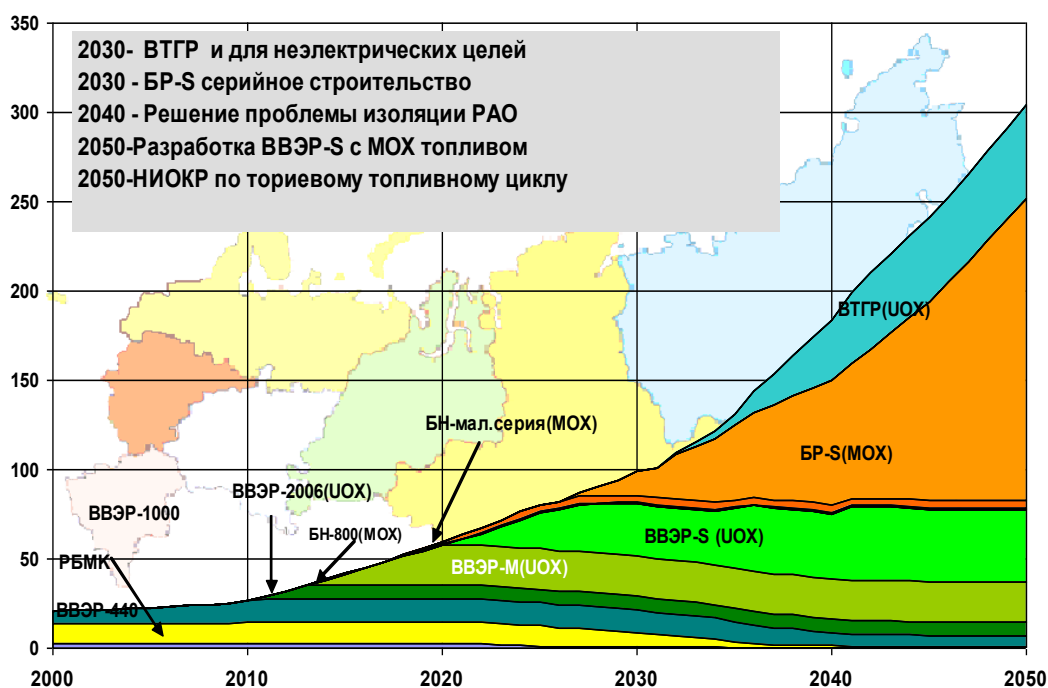 350
2030- ВТГР и для неэлектрических целей
2030 - БР-S серийное строительство
300
2040 - Решение проблемы изоляции РАО
2050-Разработка ВВЭР-S с МОХ топливом
2050-НИОКР по ториевому топливному циклу
250
200
ВТГР(UOX)
150
БН-мал.серия(МОХ)
БР-S(МОХ)
100
ВВЭР-2006(UOX)
ВВЭР-1000
БН-800(МОХ)
ВВЭР-S (UOX)
50
РБМК
ВВЭР-М(UOX)
ВВЭР-440
0
2000 2010 2020 2030 2040 2050